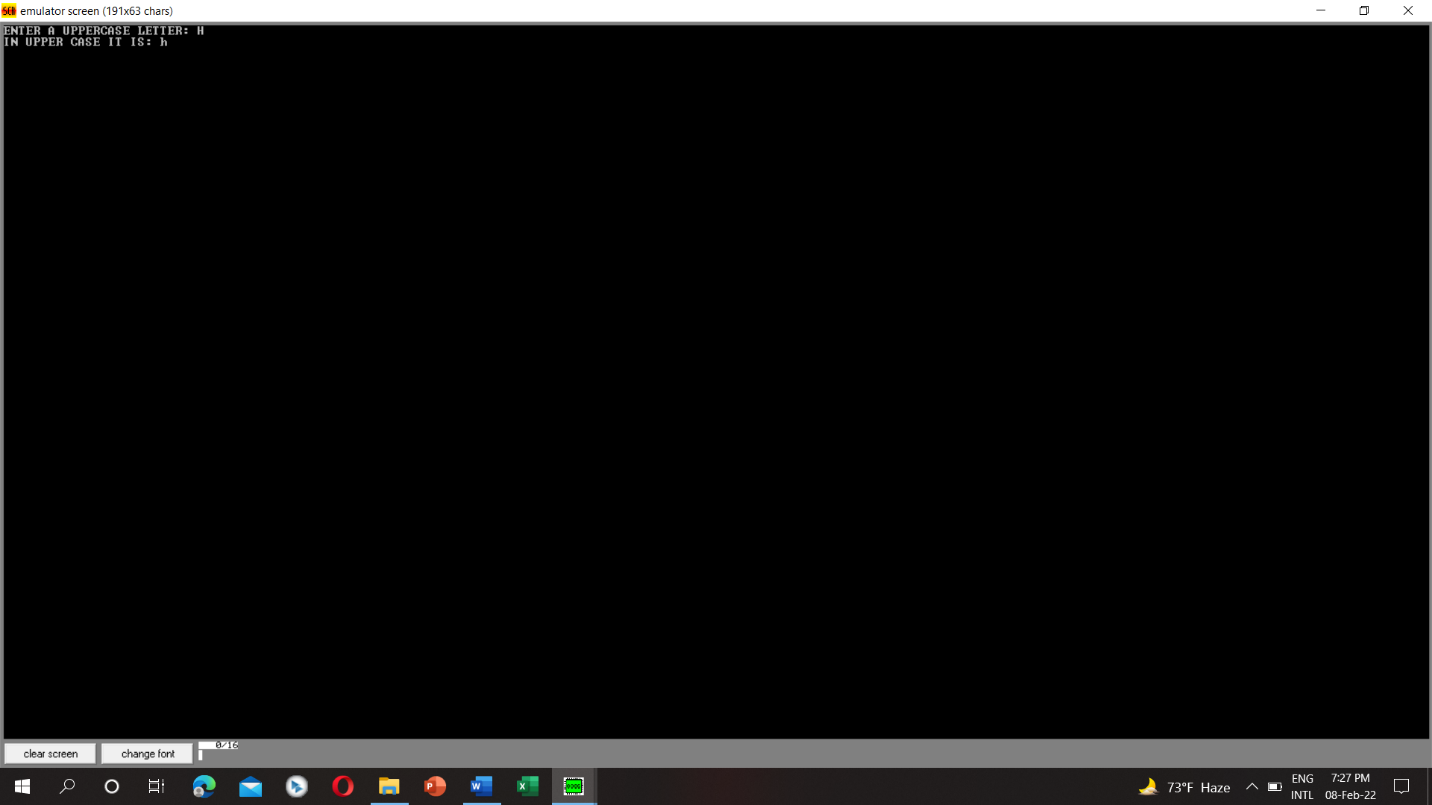 emulator screen (191x63 chars)
ENTER A UPPERCASE LETTER: H
IN UPPER CASE IT IS: h
clear screen
change font
0/16
73°F Haze
ENG
INTL
7:27 PM
08-Feb-22